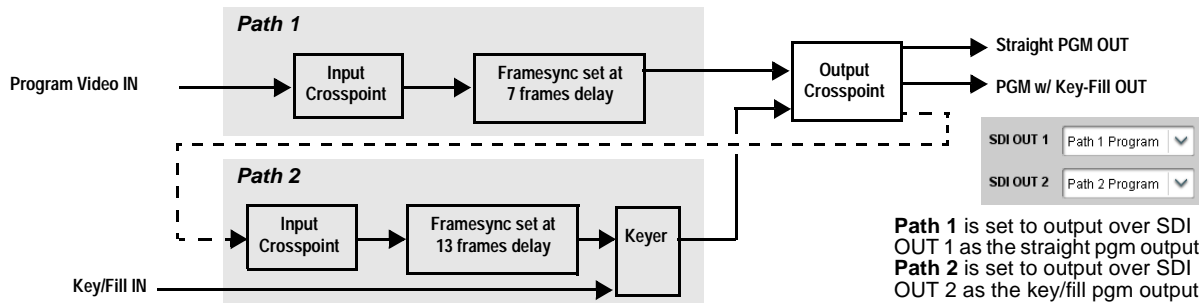 Path 1
Program Video IN
Input
Crosspoint
Framesync set at
7 frames delay
Output
Crosspoint
Straight PGM OUT
PGM w/ Key-Fill OUT
SDI OUT 1 Path 1 Program
SDI OUT 2 Path 2 Program
Path 2
Input
Crosspoint
Framesync set at
13 frames delay
Keyer
Key/Fill IN
Path 1 is set to output over SDI
OUT 1 as the straight pgm output
Path 2 is set to output over SDI
OUT 2 as the key/fill pgm output